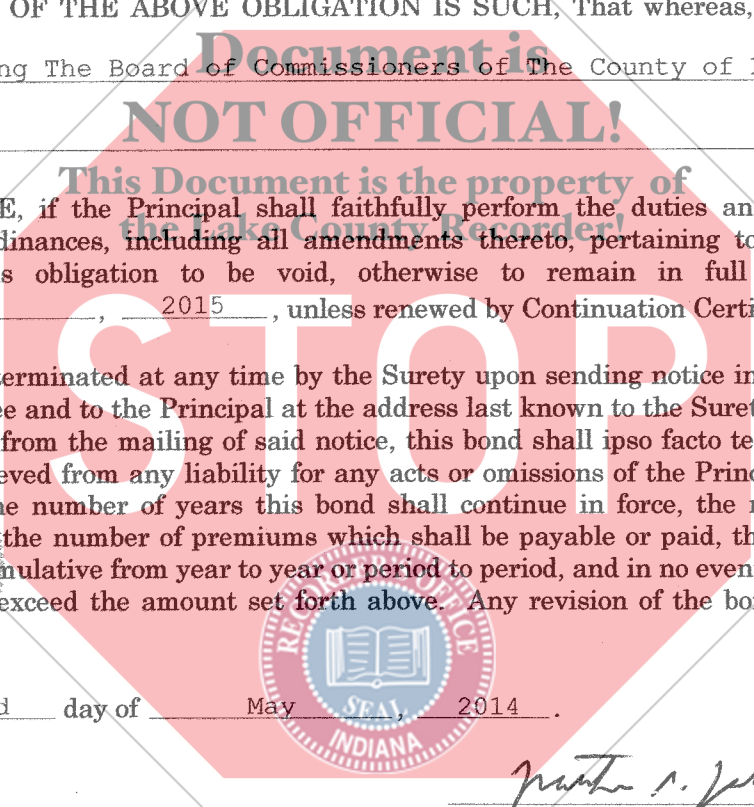 OF THE ABOVE OBLIGATION IS SUCH, That whereas,
Document is
ng The Board of Commissioners of The County of
NOT OFFICIAL!
This Document is the property of
E, if the Principal shall faithfully perform the duties an
the Lake County Recorder!
dinances, including all amendments thereto, pertaining to
s obligation to be void, otherwise to remain in full
, 2015, unless renewed by Continuation Certi
STOP
erminated at any time by the Surety upon sending notice in
ee and to the Principal at the address last known to the Suret
from the mailing of said notice, this bond shall ipso facto te
eved from any liability for any acts or omissions of the Princ
ne number of years this bond shall continue in force, the
the number of premiums which shall be payable or paid, th
mulative from year to year or period to period, and in no even
exceed the amount set forth above. Any revision of the bo
RECORDER'S OFFICE
d day of May, 2014.
SEAL
INDIANA